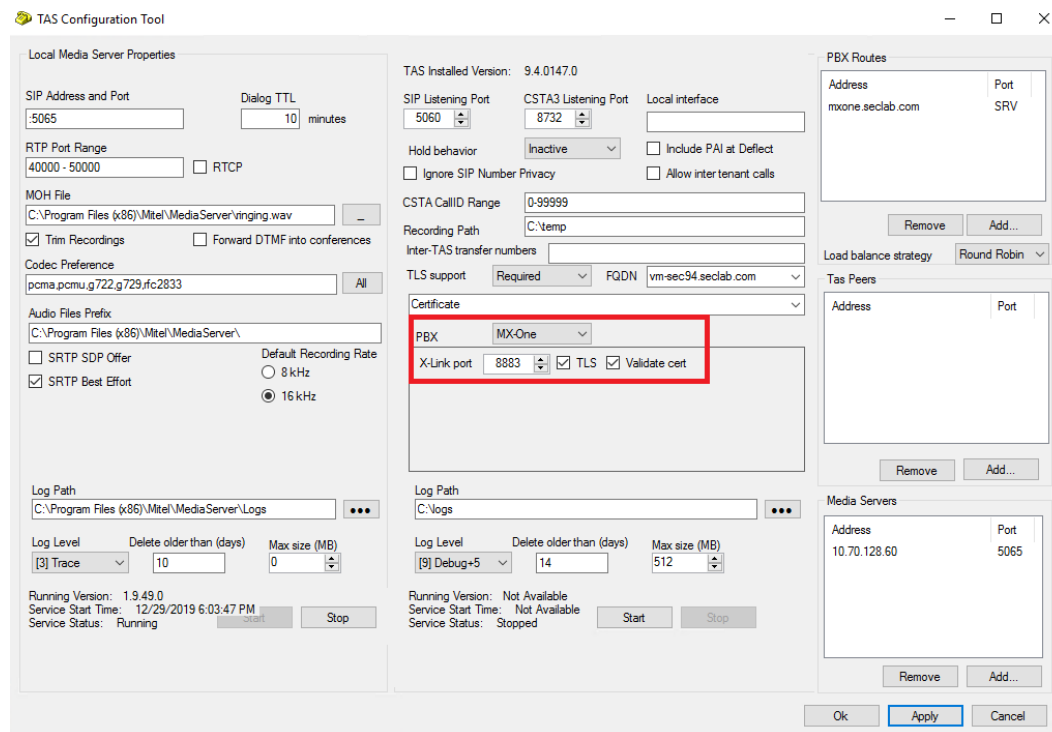 TAS Configuration Tool
Local Media Server Properties
SIP Address and Port
Dialog TTL
:5065
10 minutes
RTP Port Range
40000 - 50000
RTCP
MOH File
C:\Program Files (x86)\Mitel\MediaServer\ringing.wav
_
Trim Recordings
Forward DTMF into conferences
Codec Preference
pcma,pcmu,g722,g729,rfc2833
All
Audio Files Prefix
C:\Program Files (x86)\Mitel\MediaServer\
SRTP SDP Offer
SRTP Best Effort
Default Recording Rate
8 kHz
16 kHz
Log Path
C:\Program Files (x86)\Mitel\MediaServer\Logs
•••
Log Level
Delete older than (days)
Max size (MB)
[3] Trace
10
0
Running Version: 1.9.49.0
Service Start Time: 12/29/2019 6:03:47 PM
Service Status: Running
Start
Stop
TAS Installed Version: 9.4.0147.0
SIP Listening Port
CSTA3 Listening Port
Local interface
5060
8732
Hold behavior
Inactive
Include PAI at Deflect
Ignore SIP Number Privacy
Allow inter tenant calls
CSTA CallID Range
0-99999
Recording Path
C:\temp
Inter-TAS transfer numbers
TLS support
Required
FQDN
vm-sec94.seclab.com
Certificate
PBX
MX-One
X-Link port
8883
TLS
Validate cert
Log Path
C:\logs
•••
Log Level
Delete older than (days)
Max size (MB)
[9] Debug+5
14
512
Running Version: Not Available
Service Start Time: Not Available
Service Status: Stopped
Start
Stop
PBX Routes
Address
Port
mxone.seclab.com
SRV
Remove
Add...
Load balance strategy
Round Robin
Tas Peers
Address
Port
Remove
Add...
Media Servers
Address
Port
10.70.128.60
5065
Remove
Add...
Ok
Apply
Cancel